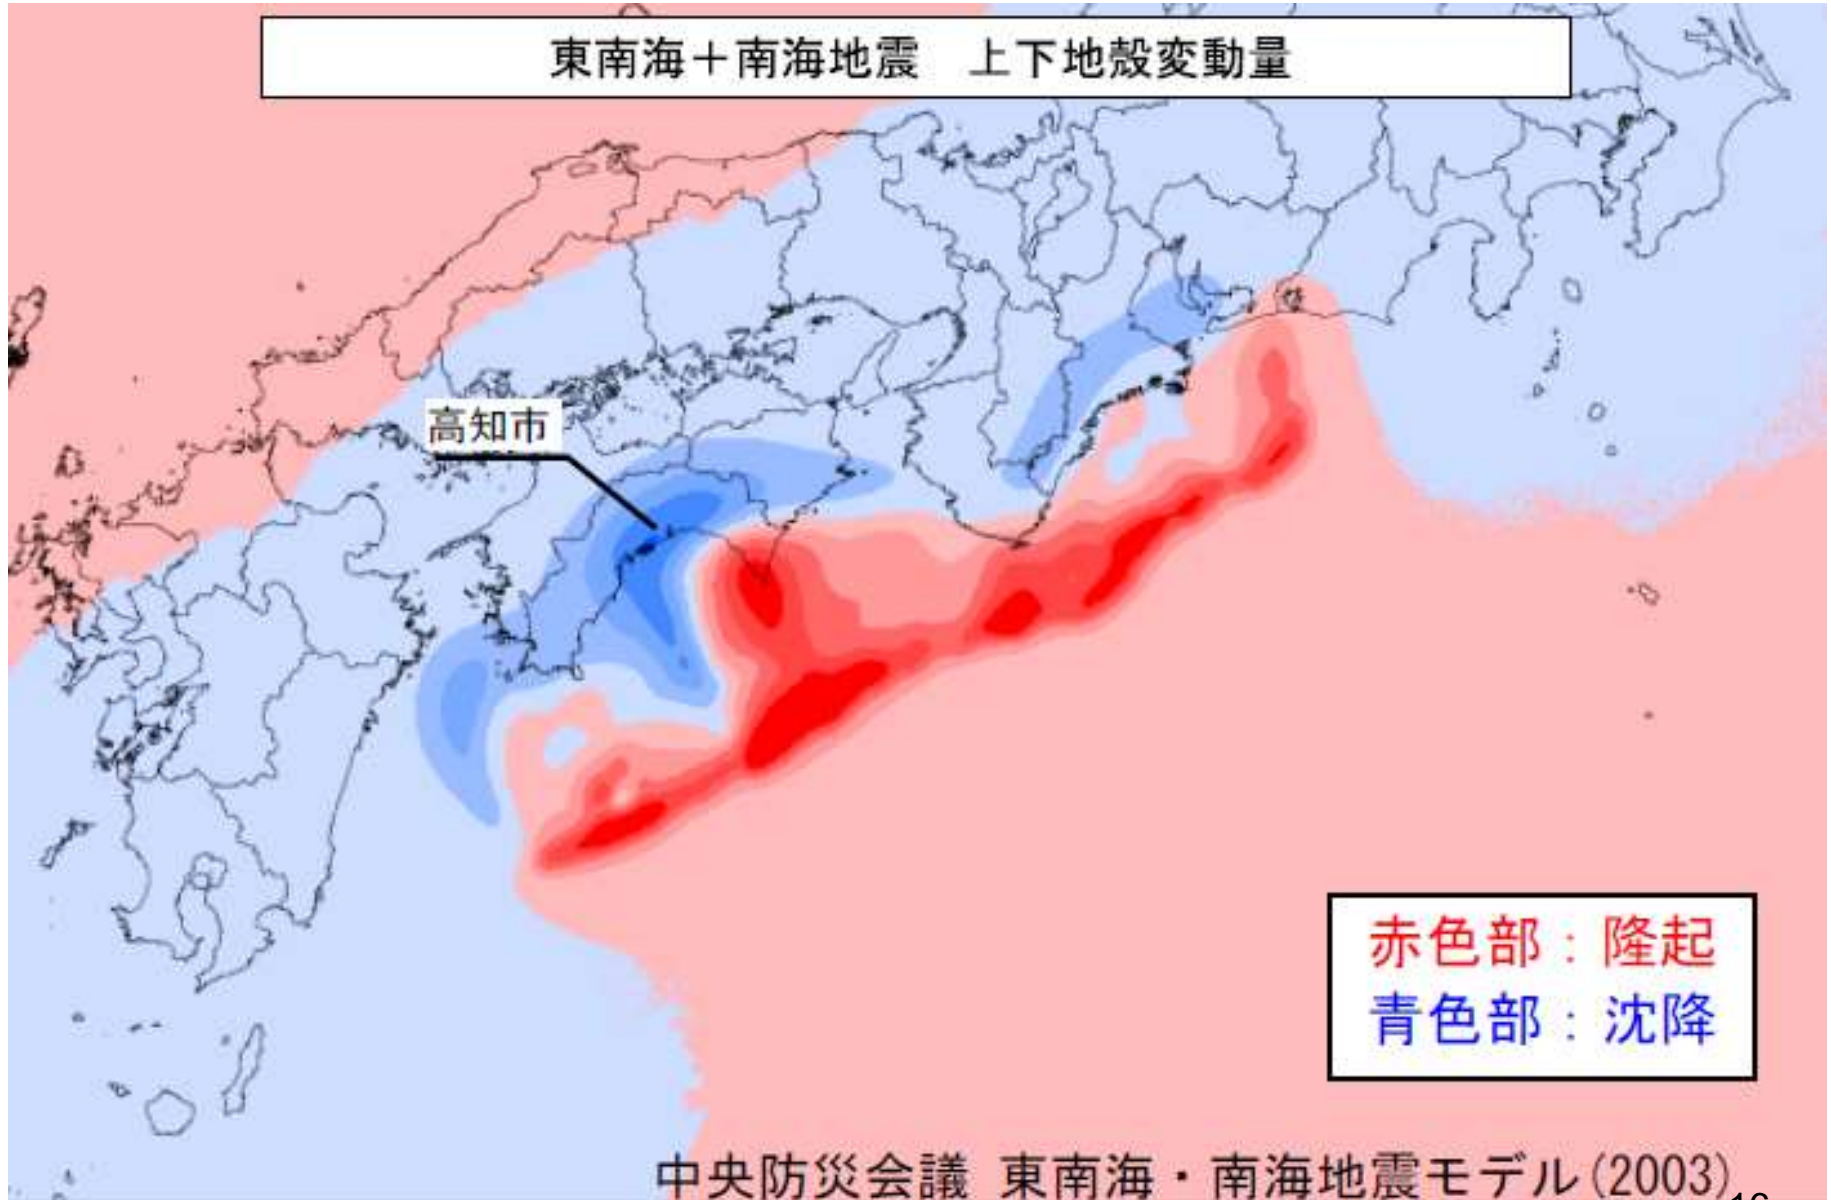 東南海＋南海地震　上下地殻変動量
高知市
赤色部：隆起
青色部：沈降
中央防災会議 東南海・南海地震モデル(2003)